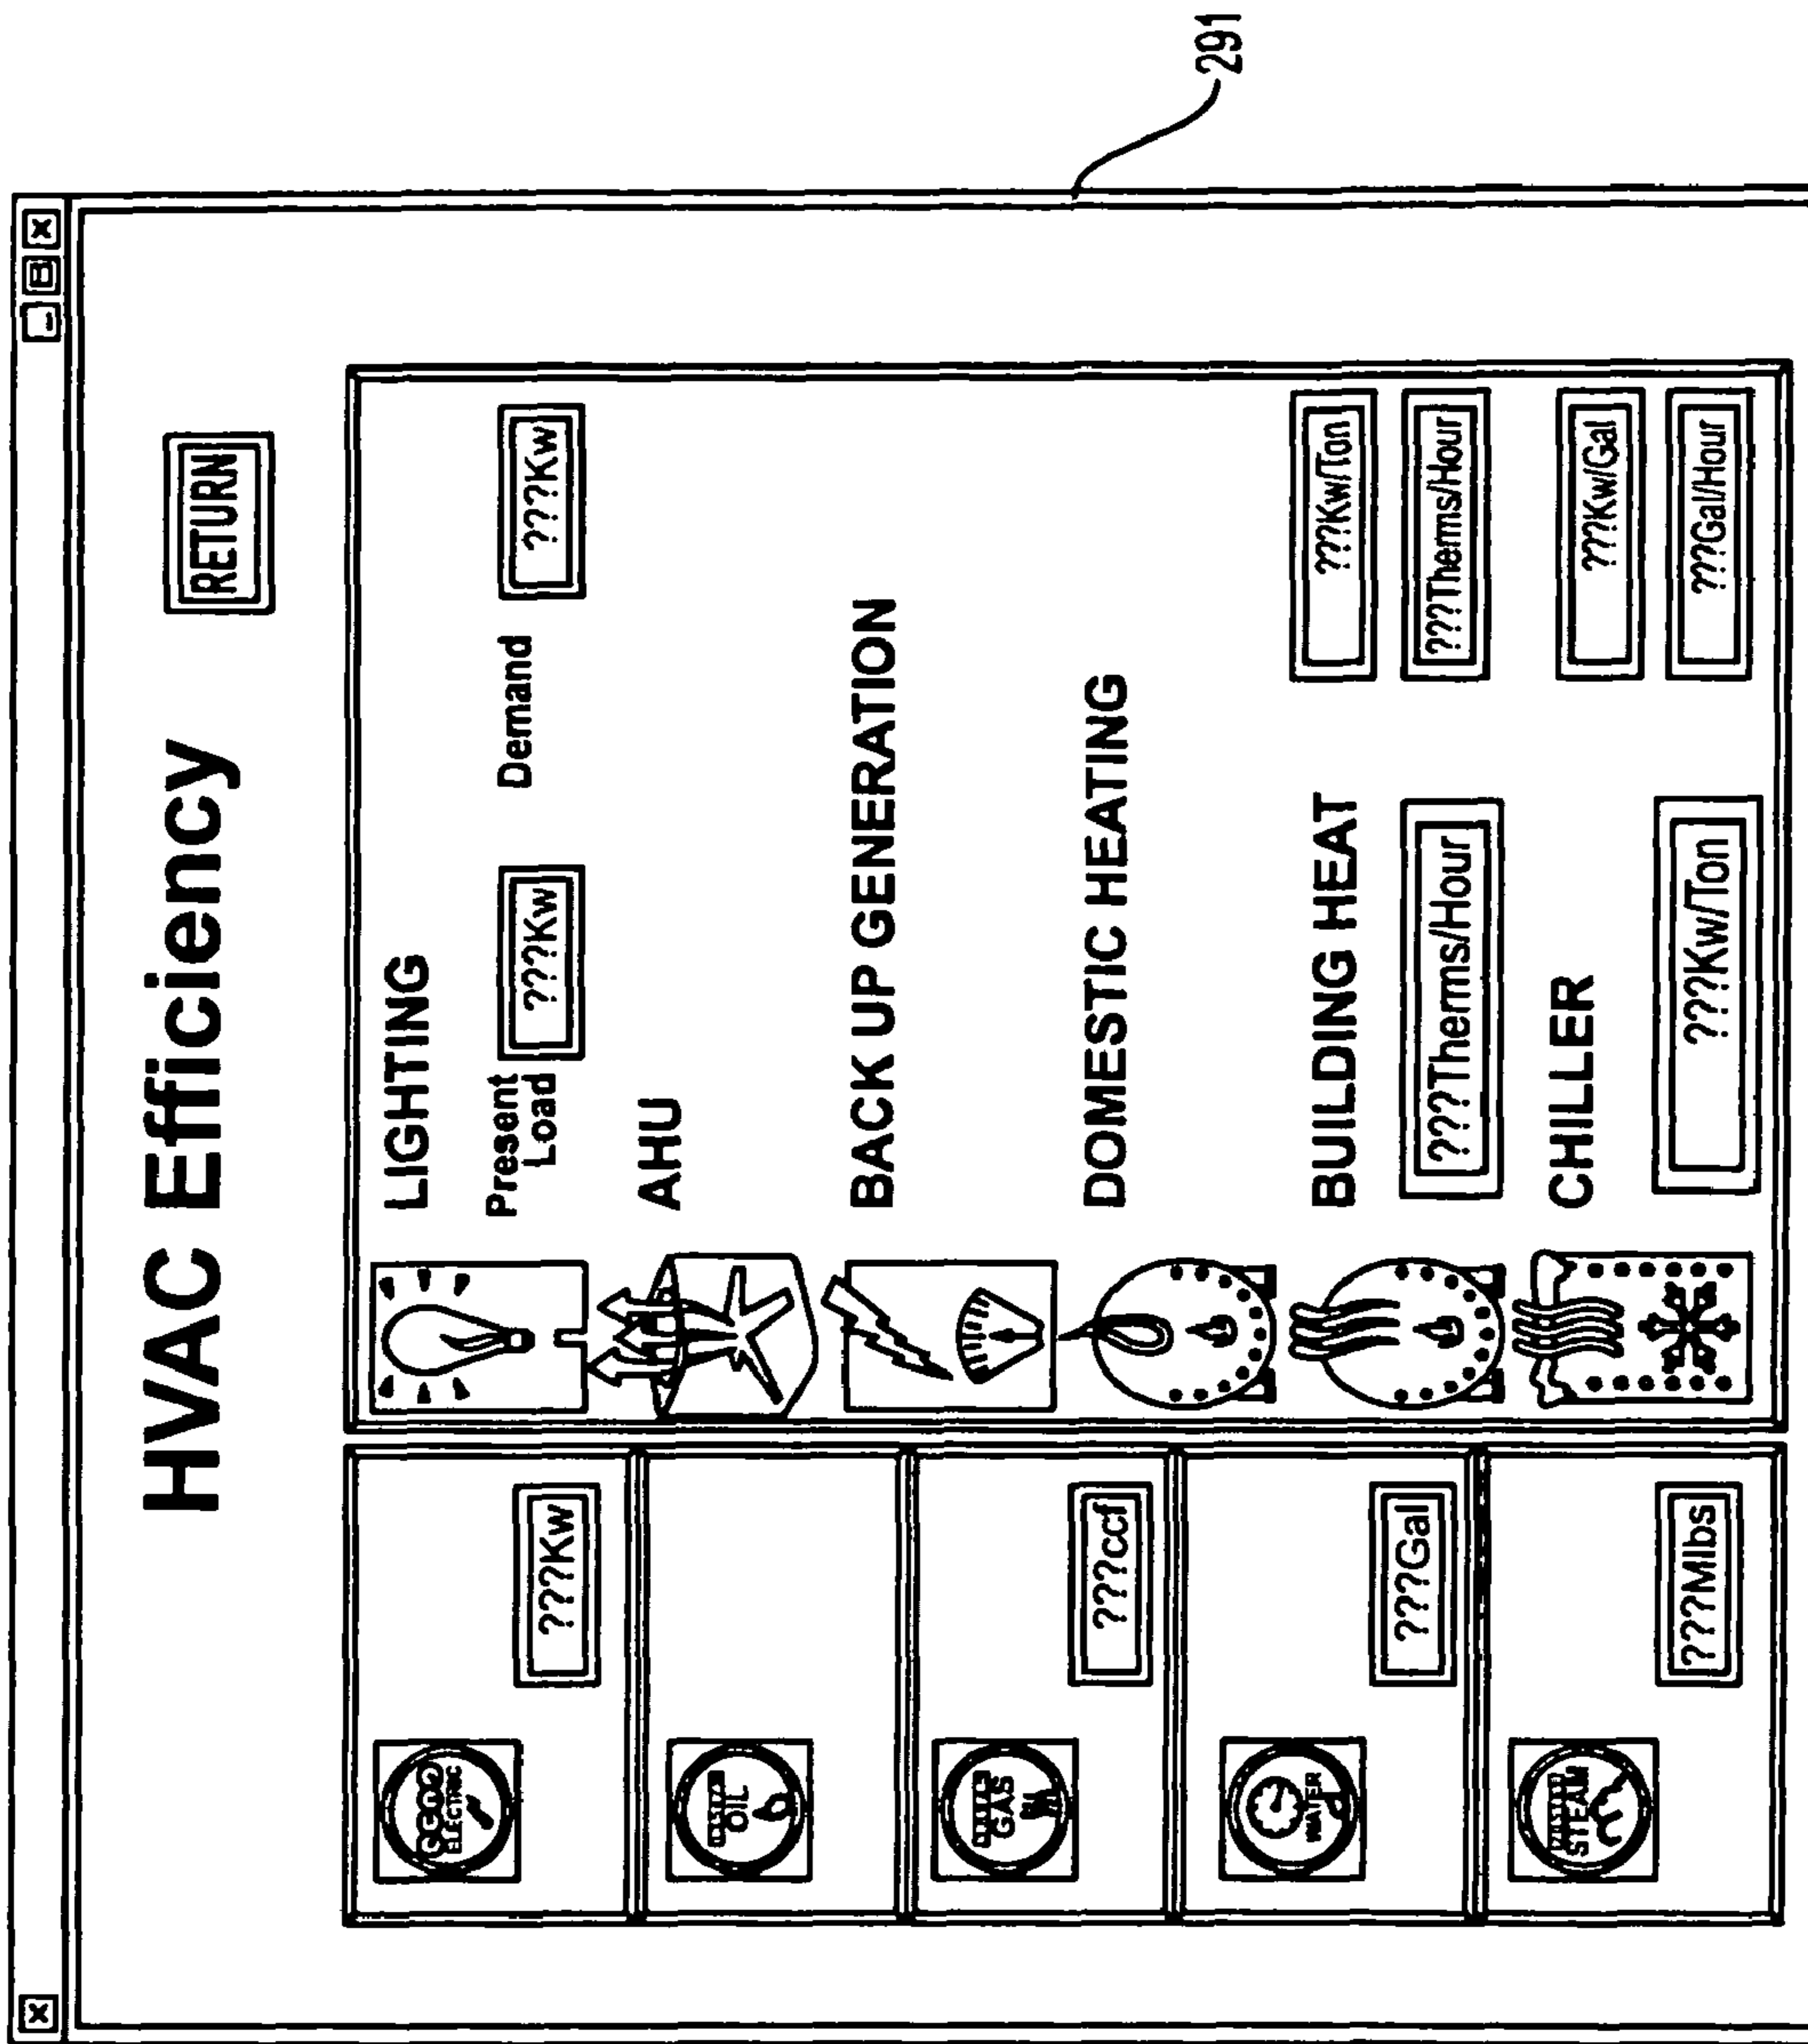 HVAC Efficiency
RETURN
ELECTRIC
???Kw
OIL
GAS
???ccf
WATER
???Gal
STEAM
???Mlbs
LIGHTING
Present
Load
???Kw
Demand
???Kw
AHU
BACK UP GENERATION
DOMESTIC HEATING
BUILDING HEAT
???Kw/Ton
???Therms/Hour
???Therms/Hour
CHILLER
???Kw/Gal
???Kw/Ton
???Gal/Hour
291